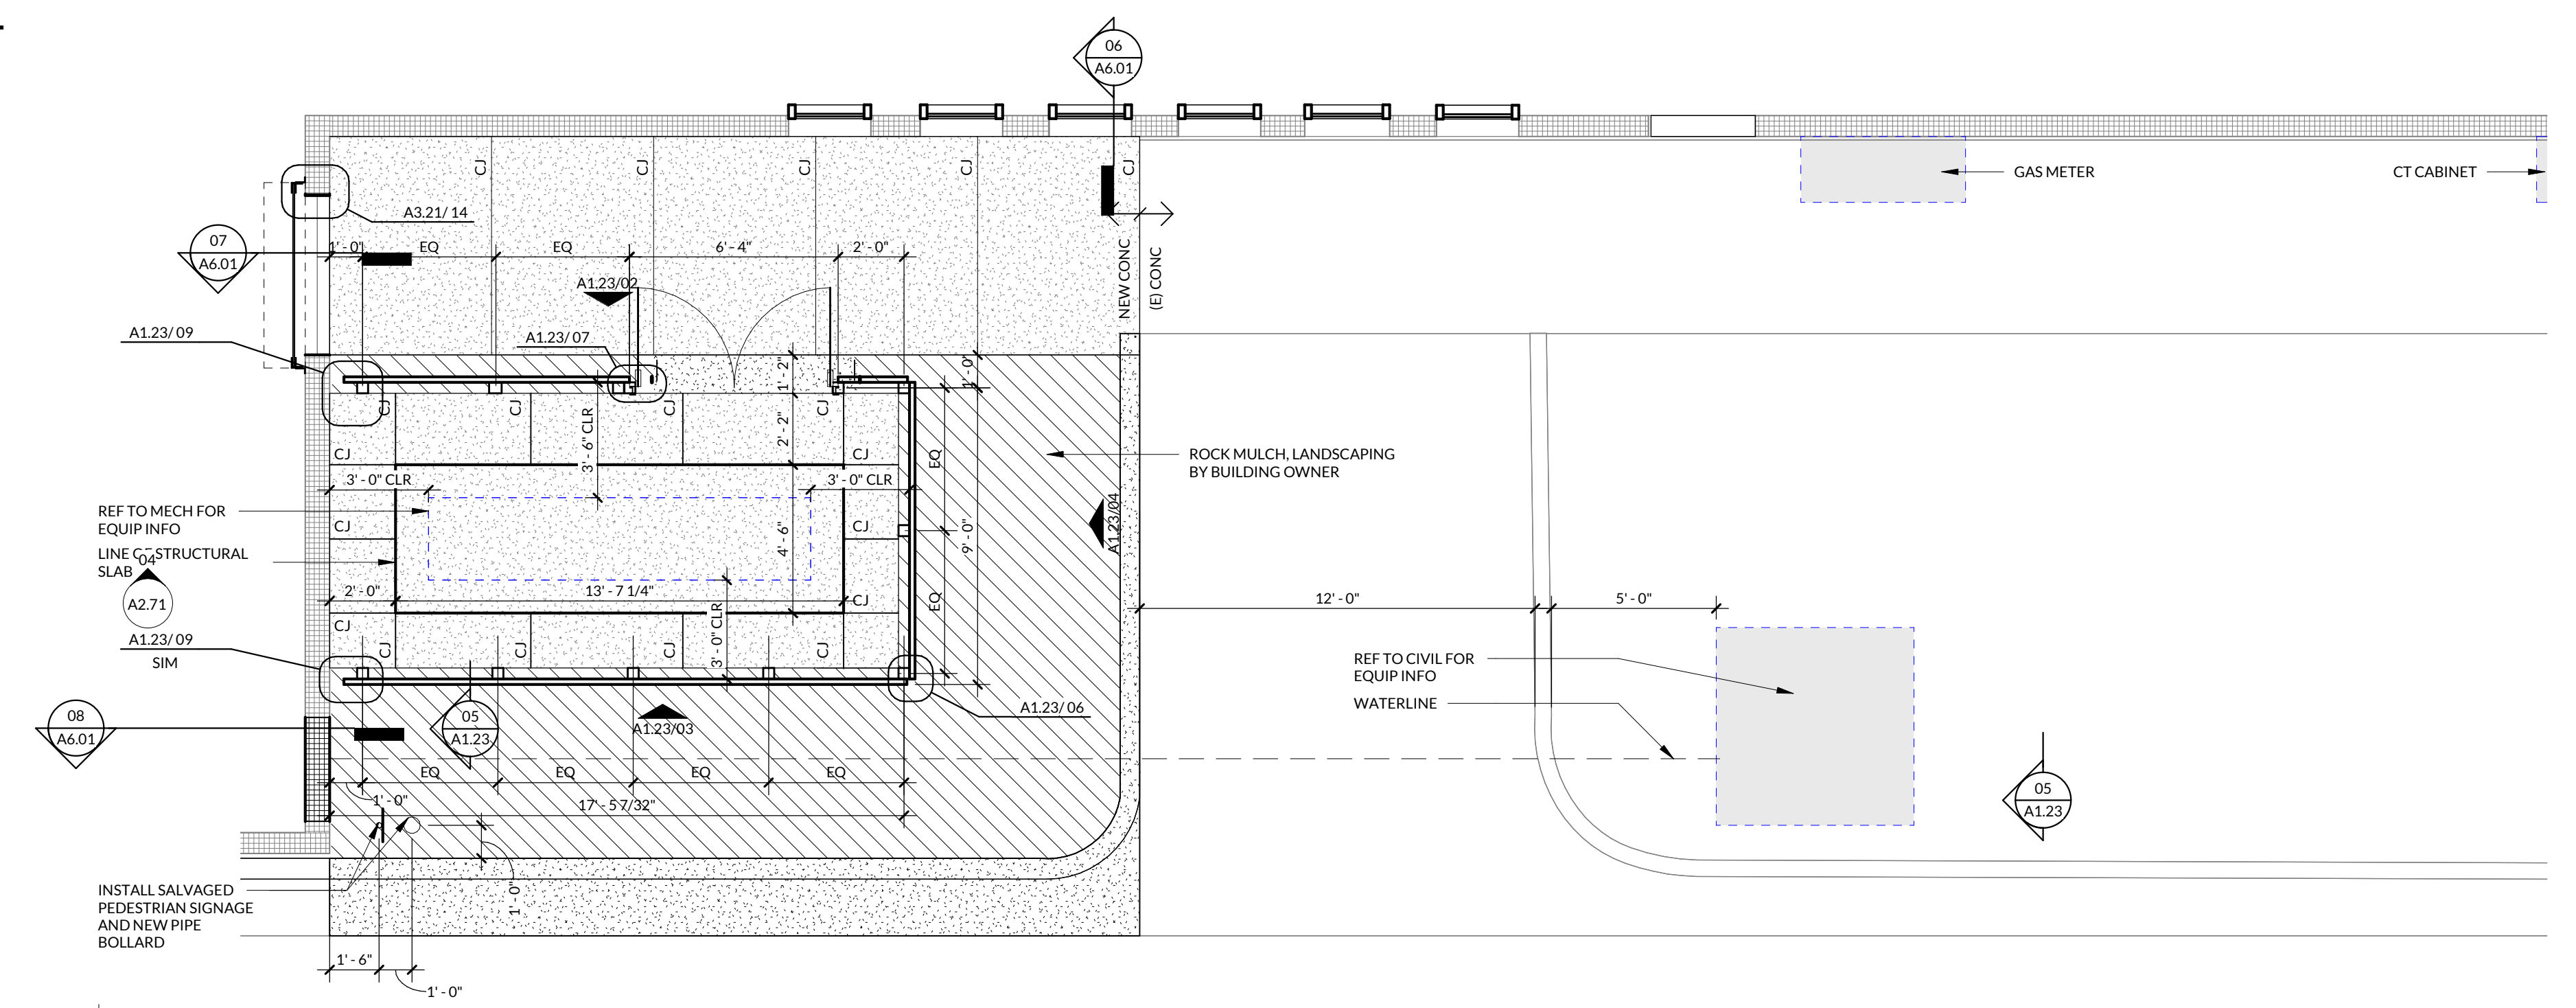 06
A6.01
CJ
CJ
CJ
CJ
CJ
GAS METER
CT CABINET
A3.21/ 14
07
A6.01
1' - 0"
EQ
EQ
6' - 4"
2' - 0"
NEW CONC
(E) CONC
A1.23/02
A1.23/ 09
A1.23/ 07
1' - 2"
1' - 0"
CJ
CJ
CJ
CJ
3' - 6" CLR
2' - 2"
CJ
CJ
EQ
ROCK MULCH, LANDSCAPING
BY BUILDING OWNER
3' - 0" CLR
3' - 0" CLR
REF TO MECH FOR
EQUIP INFO
CJ
CJ
4' - 6"
9' - 0"
A1.23/04
LINE OF STRUCTURAL
SLAB
04
A2.71
2' - 0"
13' - 7 1/4"
CJ
EQ
12' - 0"
5' - 0"
CJ
A1.23/ 09
SIM
CJ
CJ
CJ
3' - 0" CLR
CJ
REF TO CIVIL FOR
EQUIP INFO
WATERLINE
A1.23/ 06
08
A6.01
05
A1.23
A1.23/03
EQ
EQ
EQ
EQ
1' - 0"
17' - 5 7/32"
05
A1.23
INSTALL SALVAGED
PEDESTRIAN SIGNAGE
AND NEW PIPE
BOLLARD
1' - 0"
1' - 6"
1' - 0"